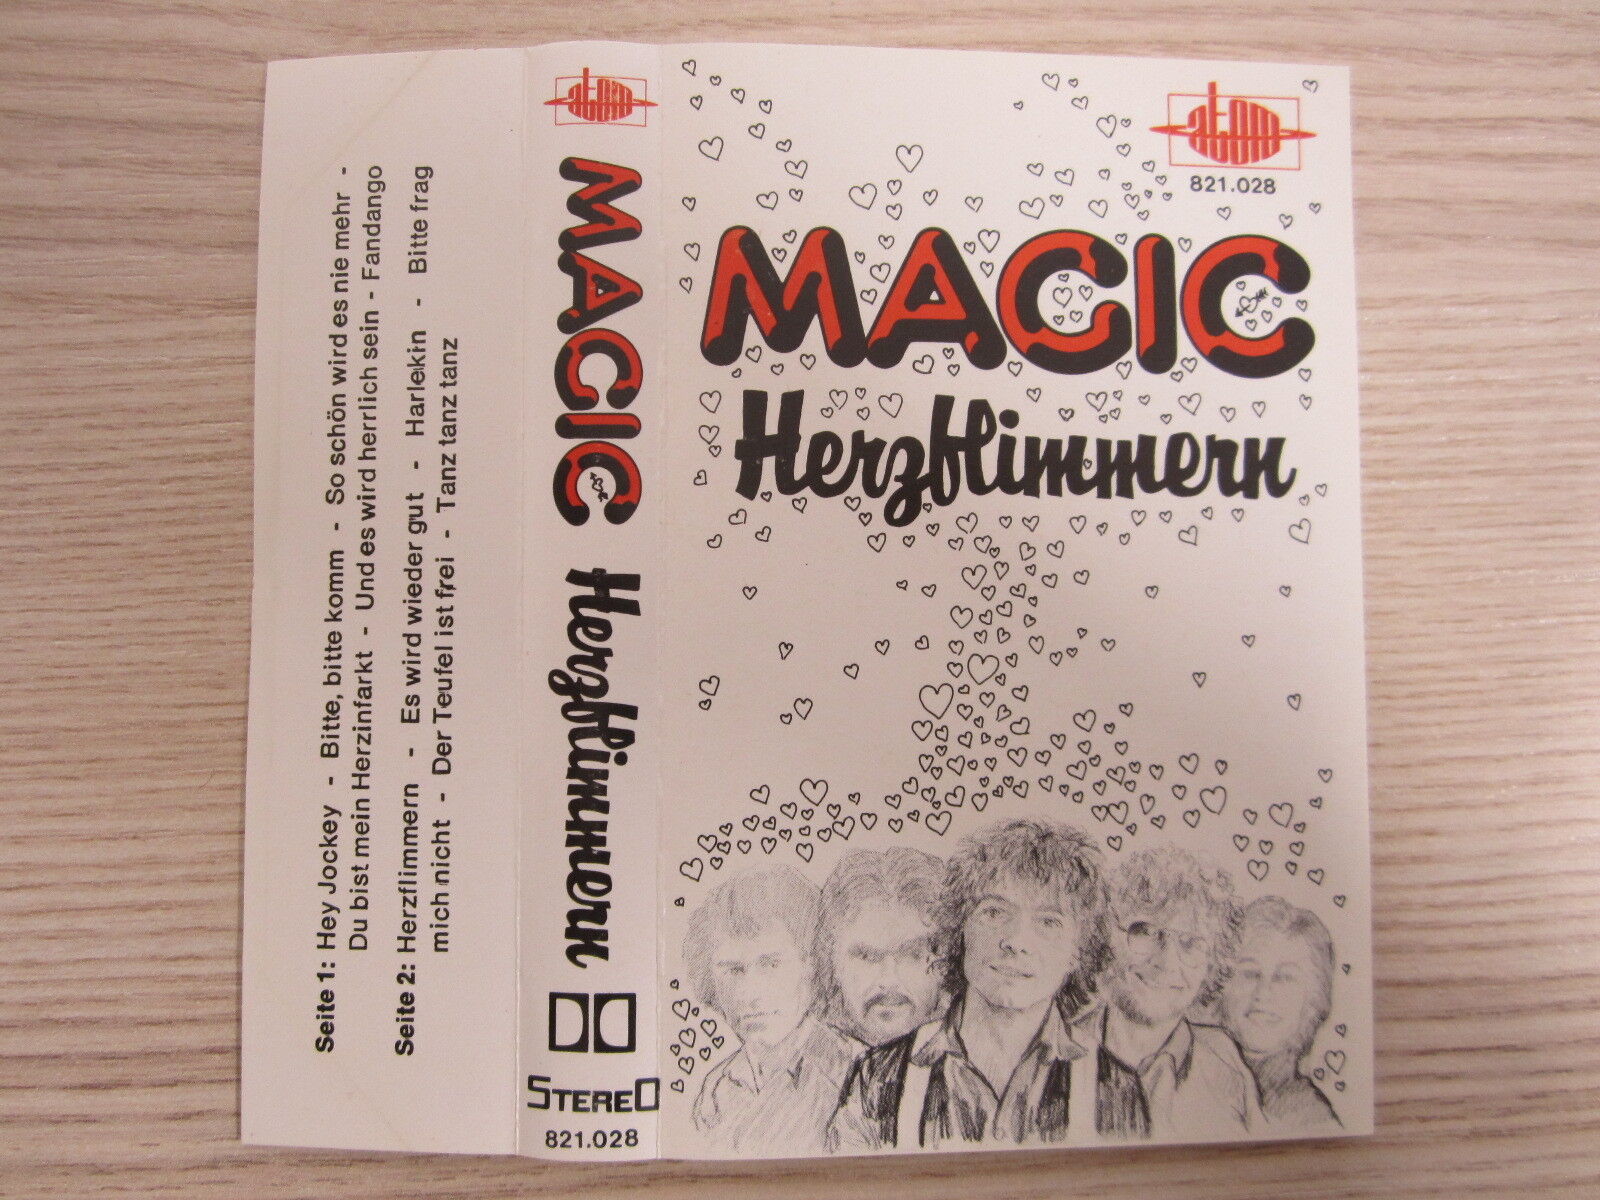 Seite 1: Hey Jockey - Bitte, bitte komm - So schön wird es nie mehr -
Du bist mein Herzinfarkt - Und es wird herrlich sein - Fandango
Seite 2: Herzflimmern - Es wird wieder gut - Harlekin - Bitte frag
mich nicht - Der Teufel ist frei - Tanz tanz tanz
atom
MAGIC Herzflimmern
STEREO
821.028
atom
821.028
MAGIC
Herzflimmern